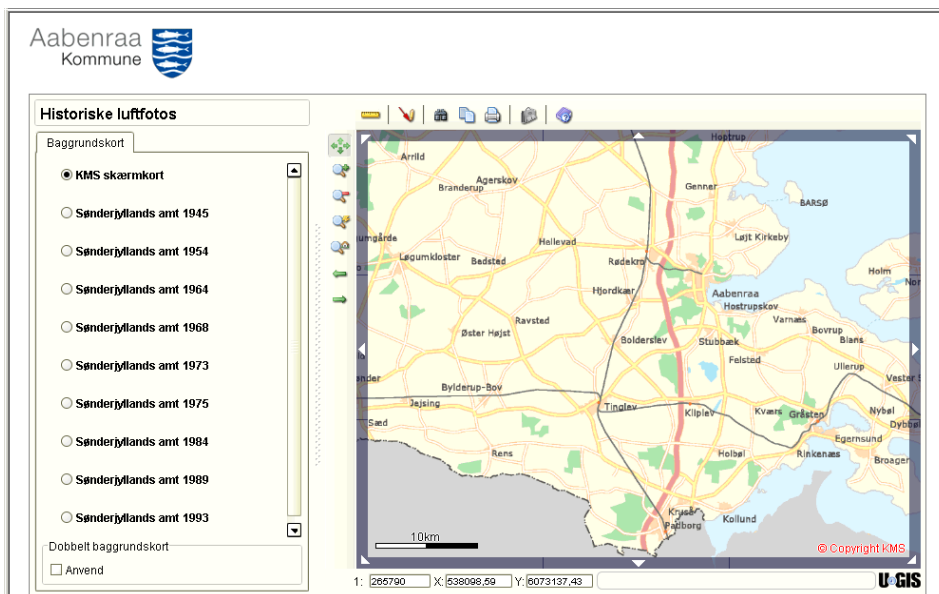 Aabenraa
Kommune
Historiske luftfotos
Baggrundskort
KMS skærmkort
Sønderjyllands amt 1945
Sønderjyllands amt 1954
Sønderjyllands amt 1964
Sønderjyllands amt 1968
Sønderjyllands amt 1973
Sønderjyllands amt 1975
Sønderjyllands amt 1984
Sønderjyllands amt 1989
Sønderjyllands amt 1993
Dobbelt baggrundskort
Anvend
Hoptrup
Arrild
Agerskov
Branderup
Genner
BARSØ
Løjt Kirkeby
Hellevad
Løgumkloster
Bedsted
Rødekro
Holm
Hjordkær
Aabenraa
Hostrupskov
Varnæs
Ravsted
Øster Højst
Bolderslev
Stubbæk
Bovrup
Blans
Felsted
Ullerup
Bylderup-Bov
Vester S
Jejsing
Tinglev
Kliplev
Kværs
Gråsten
Nybøl
Sæd
Dybbøl
Egernsund
Rens
Holbøl
Rinkenæs
Broager
Kruså
Padborg
Kollund
10km
© Copyright KMS
1: 265790 X: 538098,59 Y: 6073137,43
UGIS